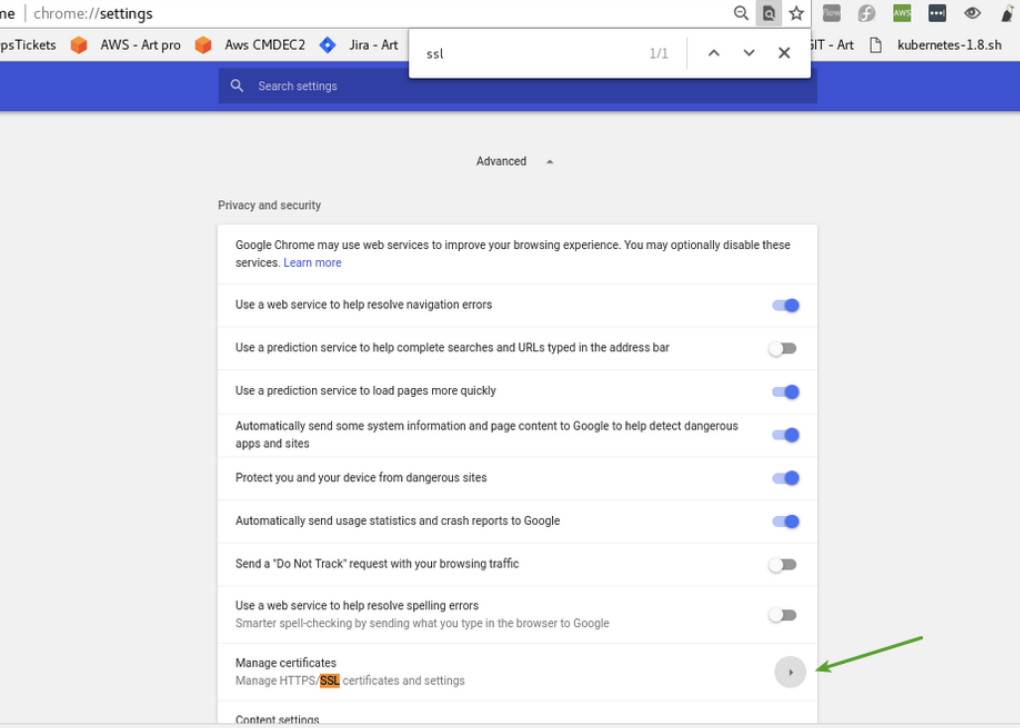 me chrome://settings
AWS
psTickets AWS - Art pro Aws CMDEC2 Jira - Art GIT - Art kubernetes-1.8.sh
ssl 1/1
Search settings
Advanced
Privacy and security
Google Chrome may use web services to improve your browsing experience. You may optionally disable these
services. Learn more
Use a web service to help resolve navigation errors
Use a prediction service to help complete searches and URLs typed in the address bar
Use a prediction service to load pages more quickly
Automatically send some system information and page content to Google to help detect dangerous
apps and sites
Protect you and your device from dangerous sites
Automatically send usage statistics and crash reports to Google
Send a "Do Not Track" request with your browsing traffic
Use a web service to help resolve spelling errors
Smarter spell-checking by sending what you type in the browser to Google
Manage certificates
Manage HTTPS/SSL certificates and settings
Content settings